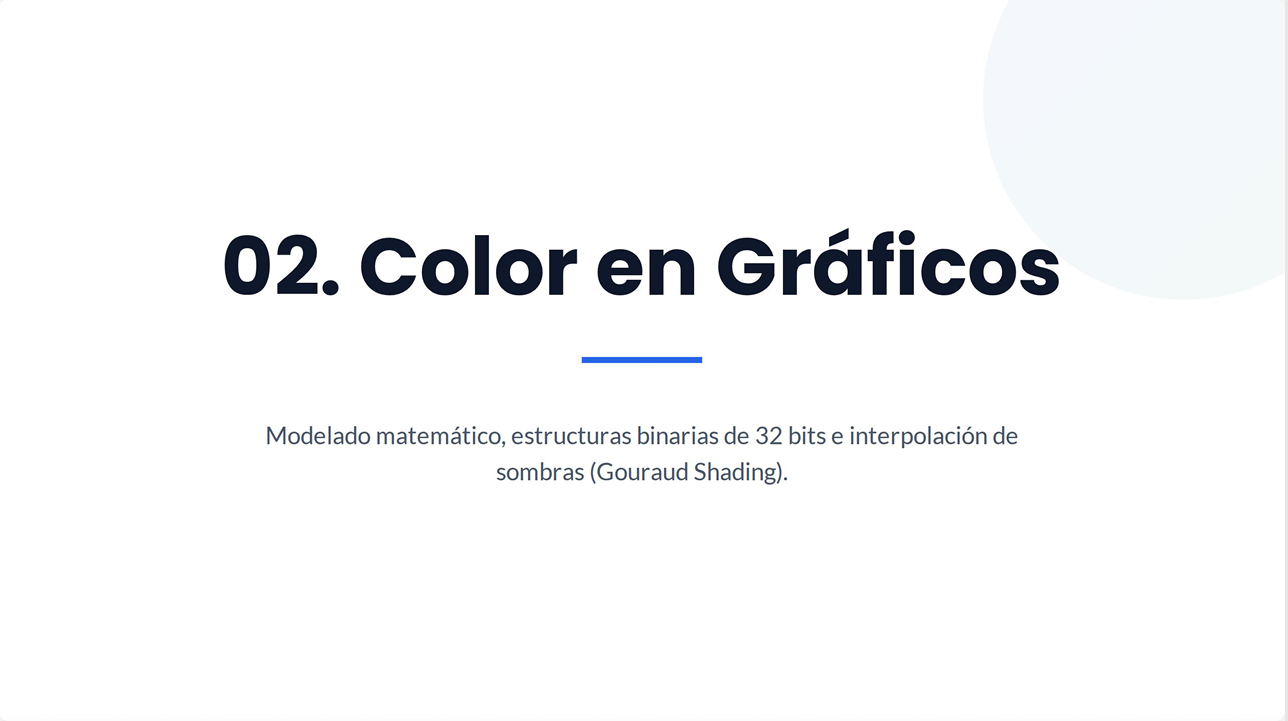 02. Color en Gráficos
Modelado matemático, estructuras binarias de 32 bits e interpolación de
sombras (Gouraud Shading).